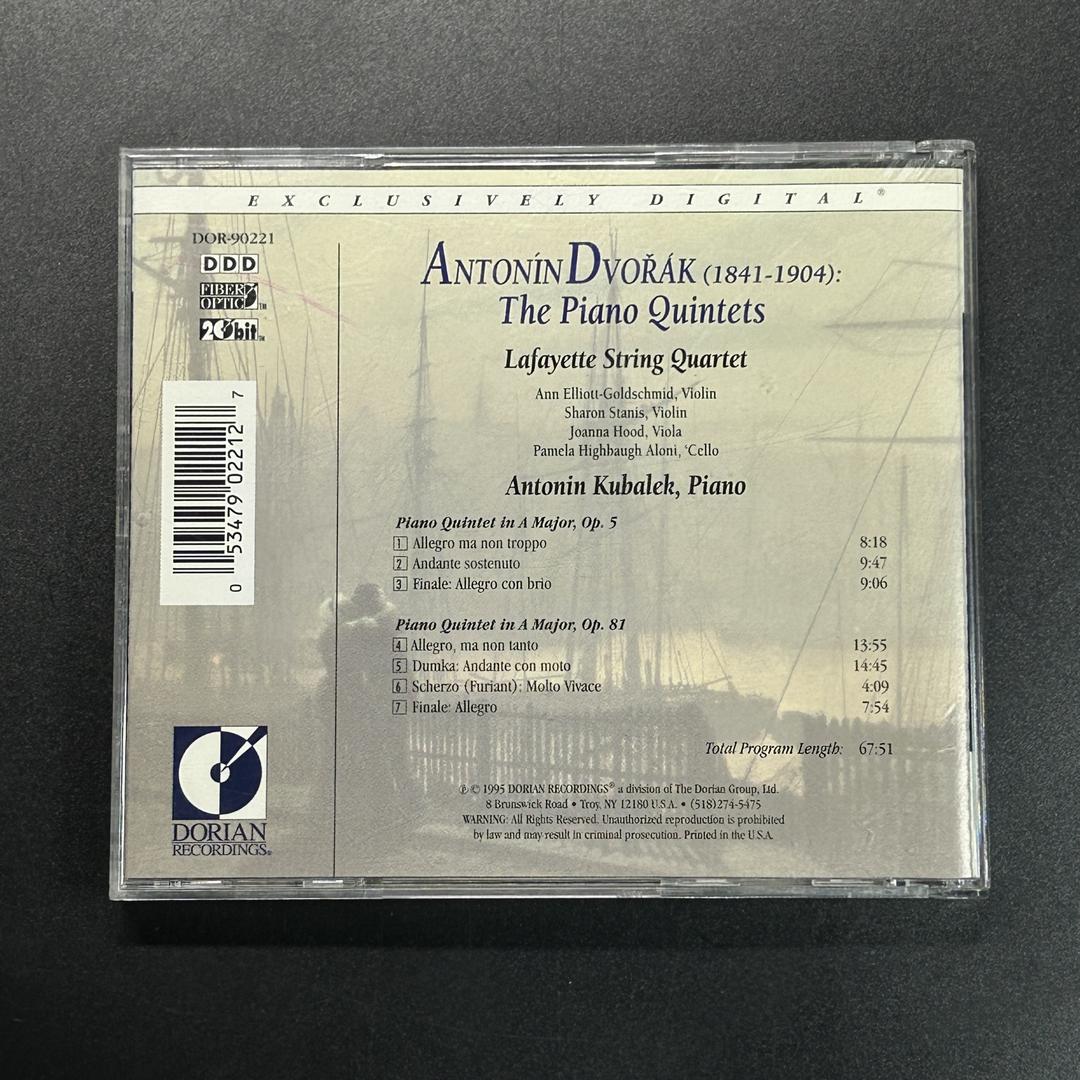 EXCLUSIVELY DIGITAL®
DOR-90221
DDD
FIBER
OPTIC™
20bit™
ANTONÍN DVOŘÁK (1841-1904):
The Piano Quintets
Lafayette String Quartet
Ann Elliott-Goldschmid, Violin
Sharon Stanis, Violin
Joanna Hood, Viola
Pamela Highbaugh Aloni, ‘Cello
Antonin Kubalek, Piano
Piano Quintet in A Major, Op. 5
1 Allegro ma non troppo 8:18
2 Andante sostenuto 9:47
3 Finale: Allegro con brio 9:06
Piano Quintet in A Major, Op. 81
4 Allegro, ma non tanto 13:55
5 Dumka: Andante con moto 14:45
6 Scherzo (Furiant): Molto Vivace 4:09
7 Finale: Allegro 7:54
Total Program Length: 67:51
℗ © 1995 DORIAN RECORDINGS® a division of The Dorian Group, Ltd.
8 Brunswick Road • Troy, NY 12180 U.S.A. • (518)274-5475
WARNING: All Rights Reserved. Unauthorized reproduction is prohibited
by law and may result in criminal prosecution. Printed in the U.S.A.
0 53479 02212 7
DORIAN
RECORDINGS®